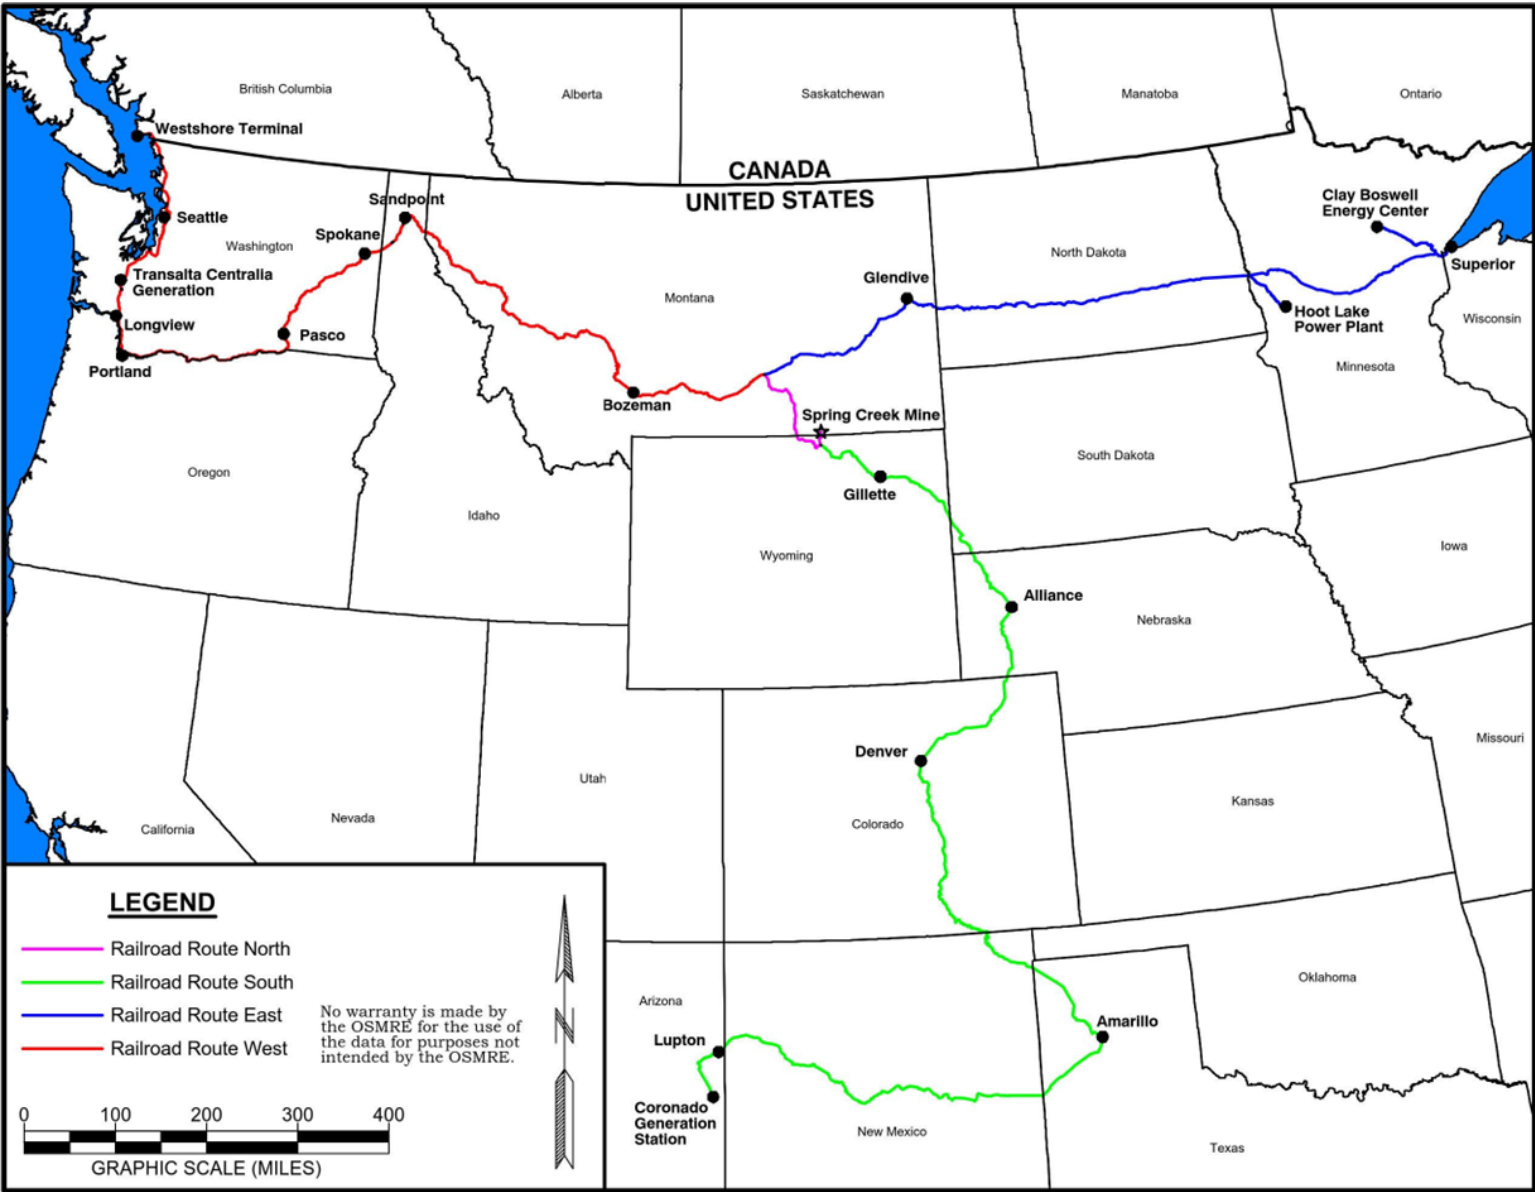 British Columbia
Alberta
Saskatchewan
Manatoba
Ontario
Westshore Terminal
CANADA
UNITED STATES
Sandpoint
Clay Boswell
Energy Center
Seattle
Spokane
Washington
North Dakota
Superior
Transalta Centralia
Generation
Glendive
Montana
Hoot Lake
Power Plant
Wisconsin
Longview
Pasco
Portland
Minnesota
Bozeman
Spring Creek Mine
Oregon
South Dakota
Gillette
Idaho
Wyoming
Iowa
Alliance
Nebraska
Denver
Missouri
Utah
Kansas
California
Nevada
Colorado
LEGEND
Railroad Route North
Railroad Route South
Railroad Route East
Railroad Route West
No warranty is made by
the OSMRE for the use of
the data for purposes not
intended by the OSMRE.
N
0 100 200 300 400
GRAPHIC SCALE (MILES)
Arizona
Oklahoma
Lupton
Amarillo
Coronado
Generation
Station
New Mexico
Texas